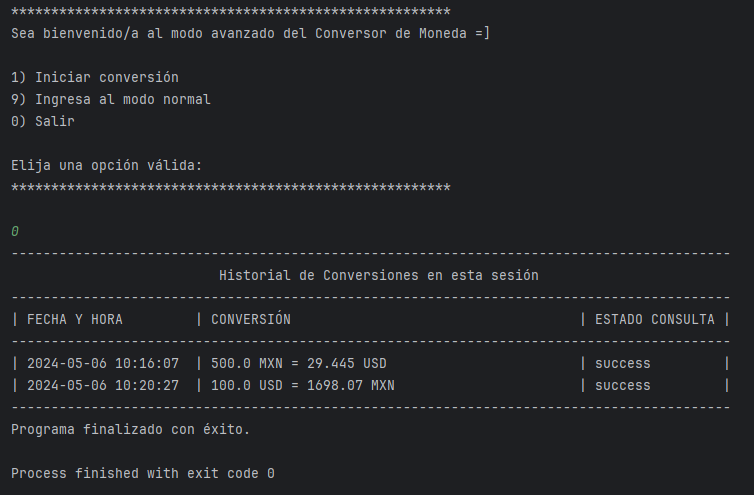 *******************************************************
Sea bienvenido/a al modo avanzado del Conversor de Moneda =]
1) Iniciar conversión
9) Ingresa al modo normal
0) Salir
Elija una opción válida:
*******************************************************
0
------------------------------------------------------------------------------------------
Historial de Conversiones en esta sesión
------------------------------------------------------------------------------------------
| FECHA Y HORA         | CONVERSIÓN                                    | ESTADO CONSULTA |
------------------------------------------------------------------------------------------
| 2024-05-06 10:16:07  | 500.0 MXN = 29.445 USD                        | success         |
| 2024-05-06 10:20:27  | 100.0 USD = 1698.07 MXN                       | success         |
------------------------------------------------------------------------------------------
Programa finalizado con éxito.
Process finished with exit code 0